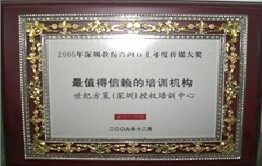 2006年深圳教育咨询行业年度传媒大奖
最值得信赖的培训机构
世纪方案(深圳)授权培训中心
二〇〇六年十二月